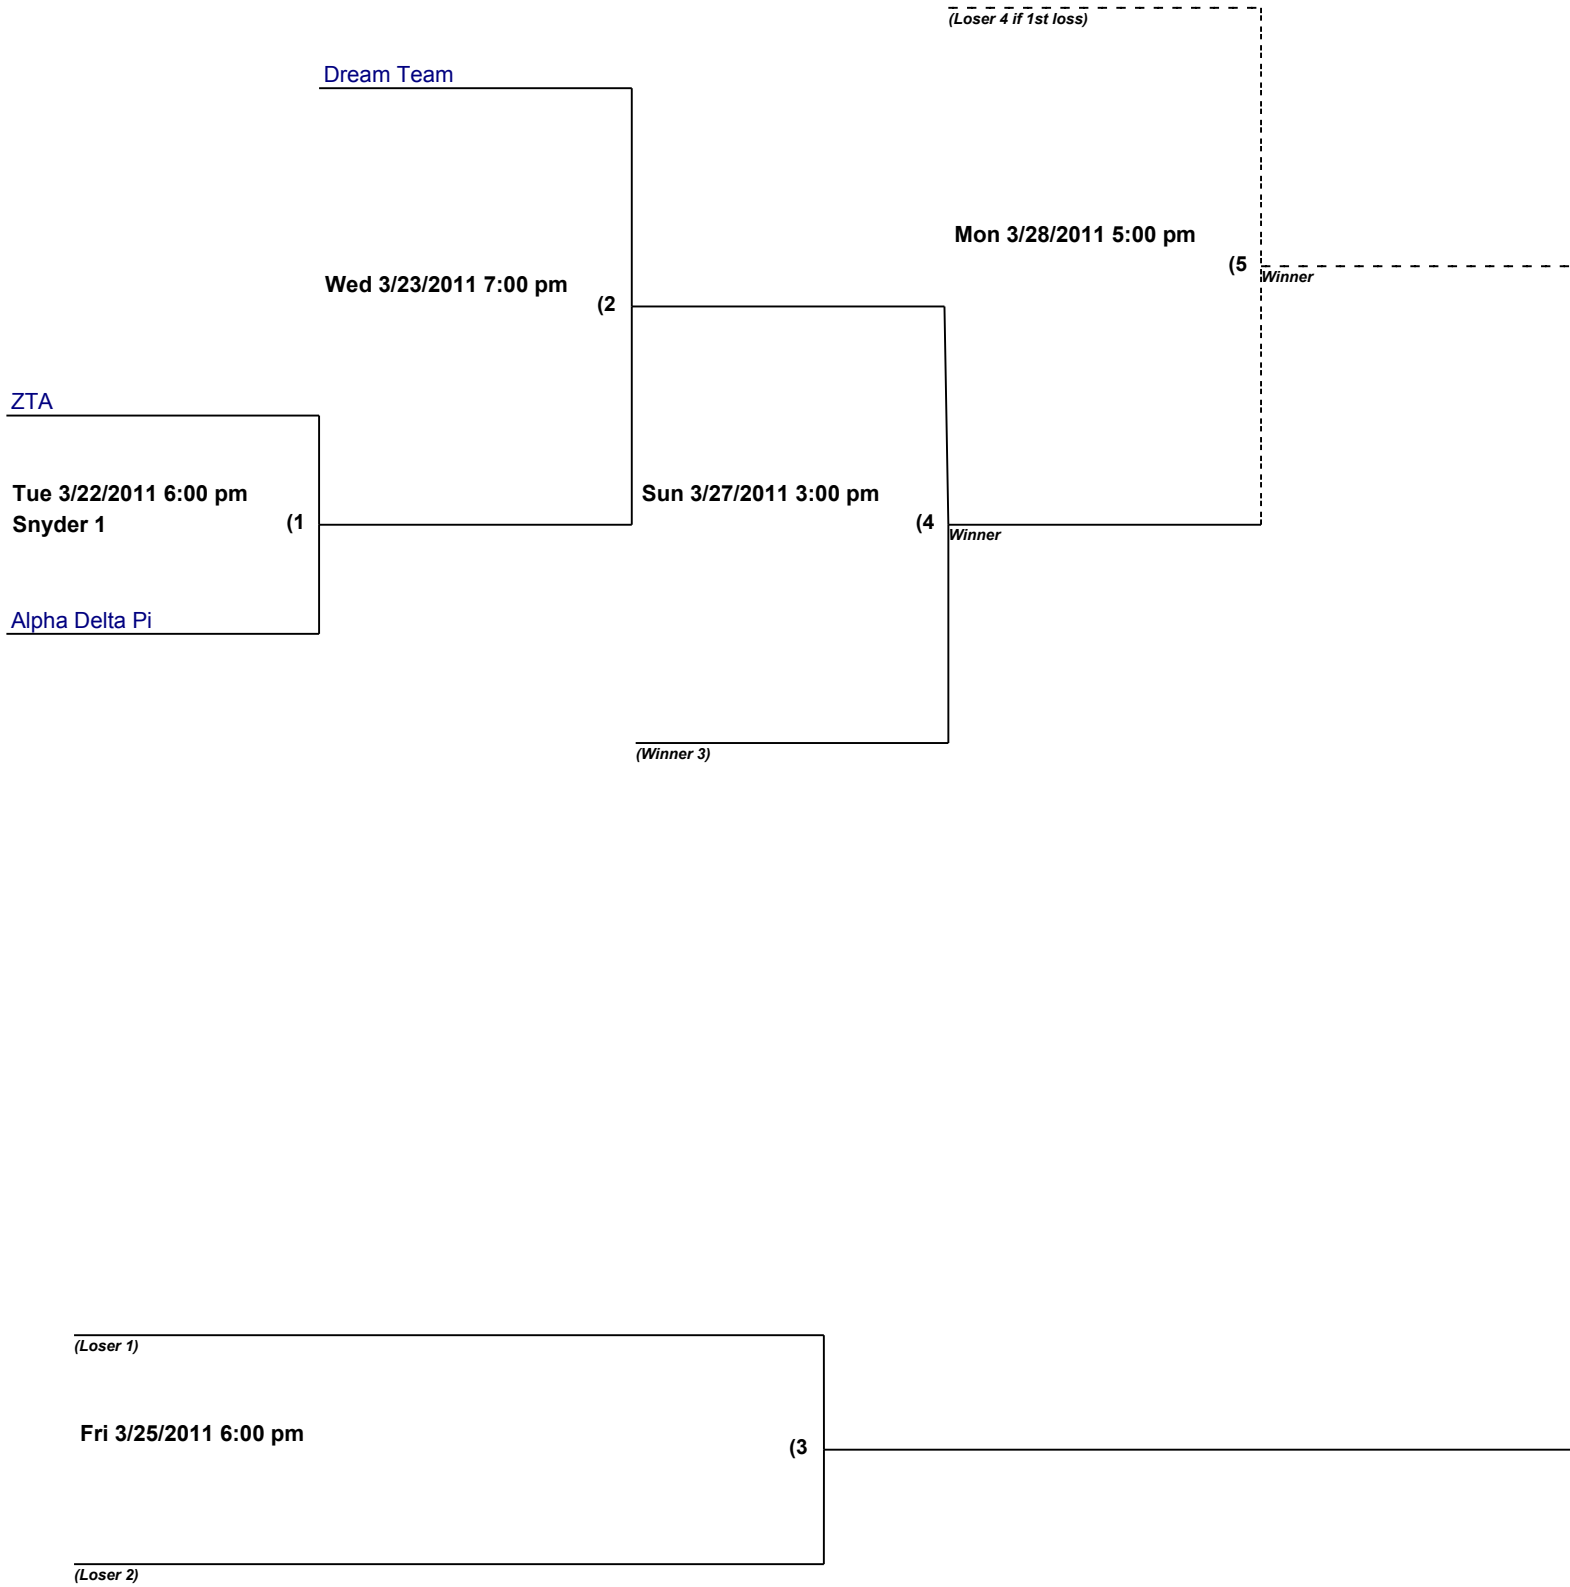 (Loser 4 if 1st loss)
Dream Team
Mon 3/28/2011 5:00 pm
(5
Winner
Wed 3/23/2011 7:00 pm
(2
ZTA
Tue 3/22/2011 6:00 pm
Snyder 1
(1
Sun 3/27/2011 3:00 pm
(4
Winner
Alpha Delta Pi
(Winner 3)
(Loser 1)
Fri 3/25/2011 6:00 pm
(3
(Loser 2)